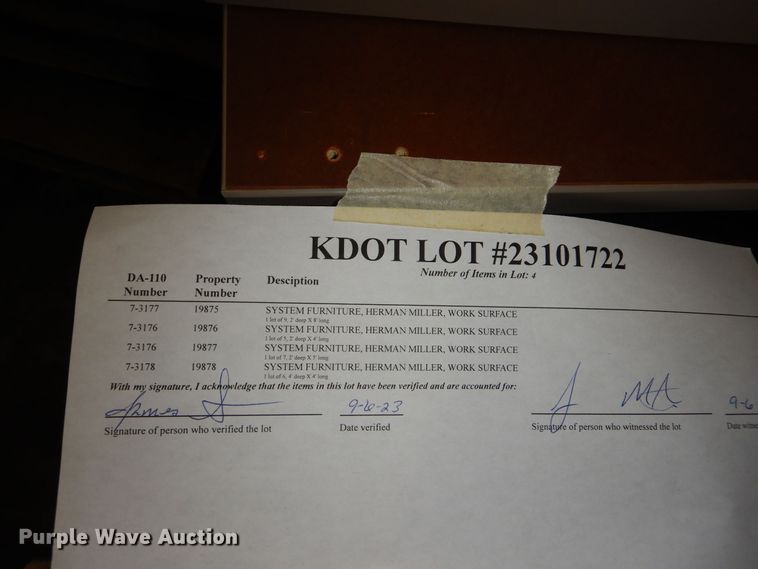 KDOT LOT #23101722
Number of Items in Lot: 4
DA-110 Number Property Number Desciption
7-3177 19875 SYSTEM FURNITURE, HERMAN MILLER, WORK SURFACE
1 lot of 9, 2' deep X 8' long
7-3176 19876 SYSTEM FURNITURE, HERMAN MILLER, WORK SURFACE
1 lot of 5, 2' deep X 4' long
7-3176 19877 SYSTEM FURNITURE, HERMAN MILLER, WORK SURFACE
1 lot of 7, 2' deep X 5' long
7-3178 19878 SYSTEM FURNITURE, HERMAN MILLER, WORK SURFACE
1 lot of 6, 4' deep X 4' long
With my signature, I acknowledge that the items in this lot have been verified and are accounted for:
James 9-6-23 9-6
Signature of person who verified the lot Date verified Signature of person who witnessed the lot Date witne
Purple Wave Auction